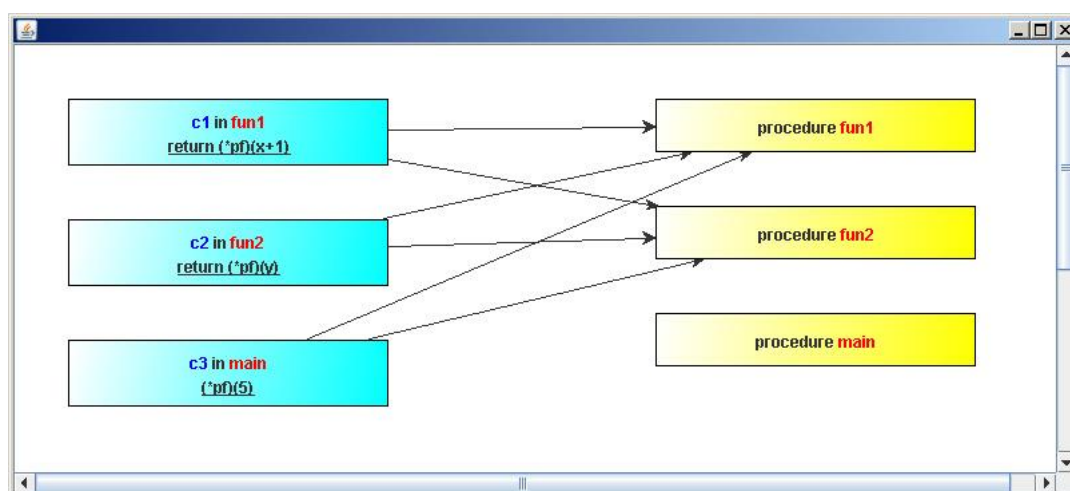 c1 in fun1
return (*pf)(x+1)
procedure fun1
c2 in fun2
return (*pf)(y)
procedure fun2
c3 in main
(*pf)(5)
procedure main